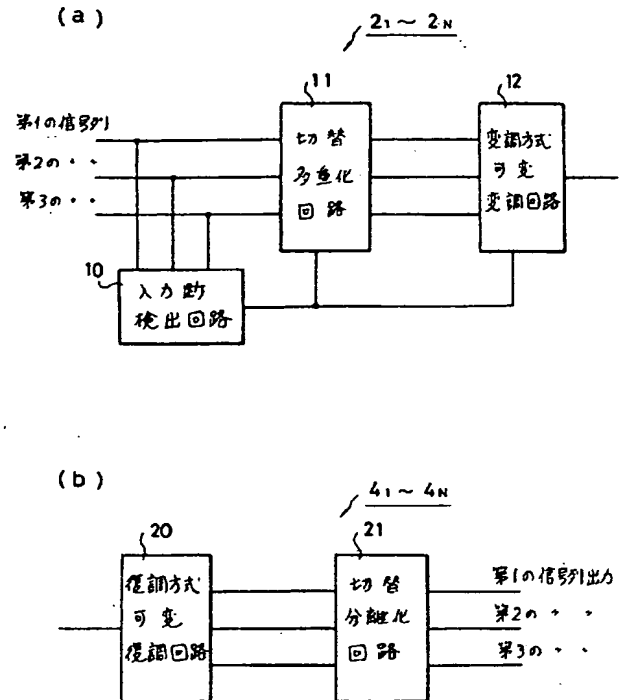 (a)
2₁ ~ 2ɴ
11
12
第1の信号列
第2の 〃 〃
第3の 〃 〃
切替
多重化
回路
変調方式
可変
変調回路
10
入力断
検出回路
(b)
4₁ ~ 4ɴ
20
21
復調方式
可変
復調回路
切替
分離化
回路
第1の信号列出力
第2の 〃 〃
第3の 〃 〃